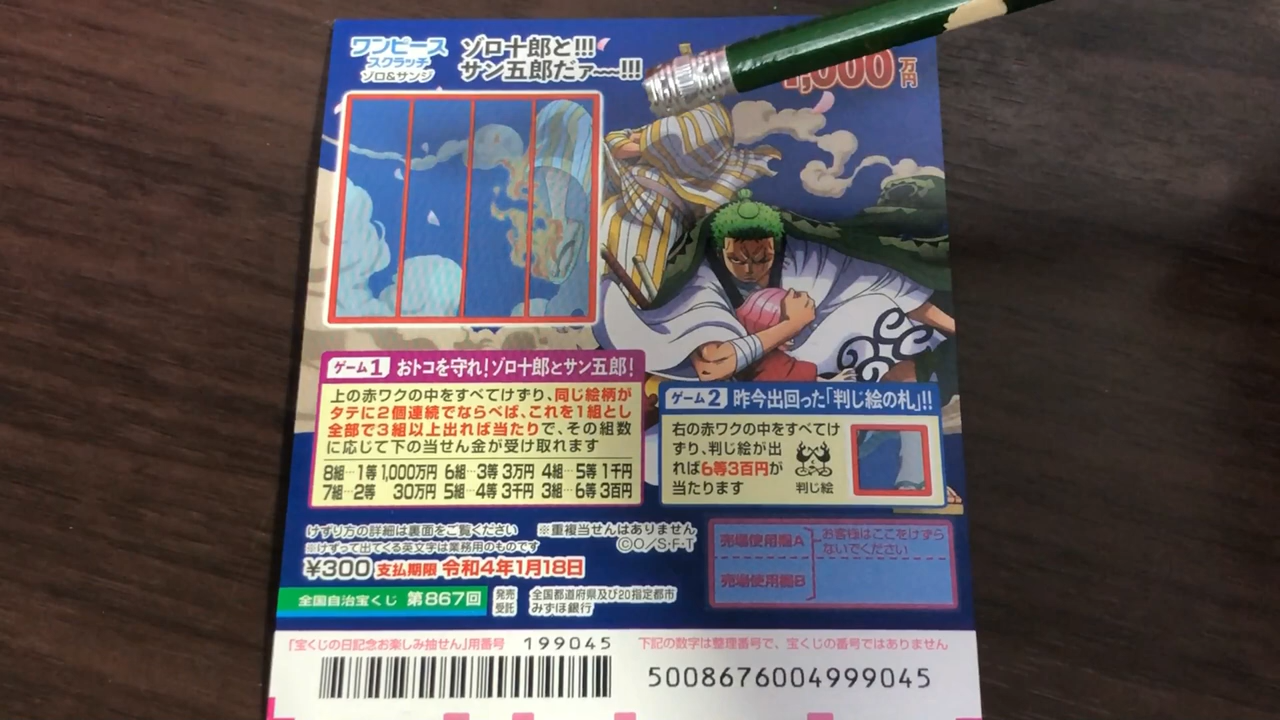 ワンピース
スクラッチ
ゾロ&サンジ
ゾロ十郎と!!!
サン五郎だァ~~!!!
1,000万円
ゲーム1 おトコを守れ!ゾロ十郎とサン五郎!
上の赤ワクの中をすべてけずり、同じ絵柄が
タテに2個連続でならべば、これを1組とし
全部で3組以上出れば当たりで、その組数
に応じて下の当せん金が受け取れます
8組…1等1,000万円 6組…3等 3万円 4組…5等 1千円
7組…2等 30万円 5組…4等 3千円 3組…6等 3百円
ゲーム2 昨今出回った「判じ絵の札」!!
右の赤ワクの中をすべてけ
ずり、判じ絵が出
れば6等3百円が
当たります
判じ絵
けずり方の詳細は裏面をご覧ください ※重複当せんはありません
※けずって出てくる英文字は業務用のものです ©O/S・F・T
¥300 支払期限 令和4年1月18日
全国自治宝くじ 第867回
発売 全国都道府県及び20指定都市
受託 みずほ銀行
売場使用欄A
売場使用欄B
お客様はここをけずら
ないでください
「宝くじの日記念お楽しみ抽せん」用番号 199045
下記の数字は整理番号で、宝くじの番号ではありません
5008676004999045